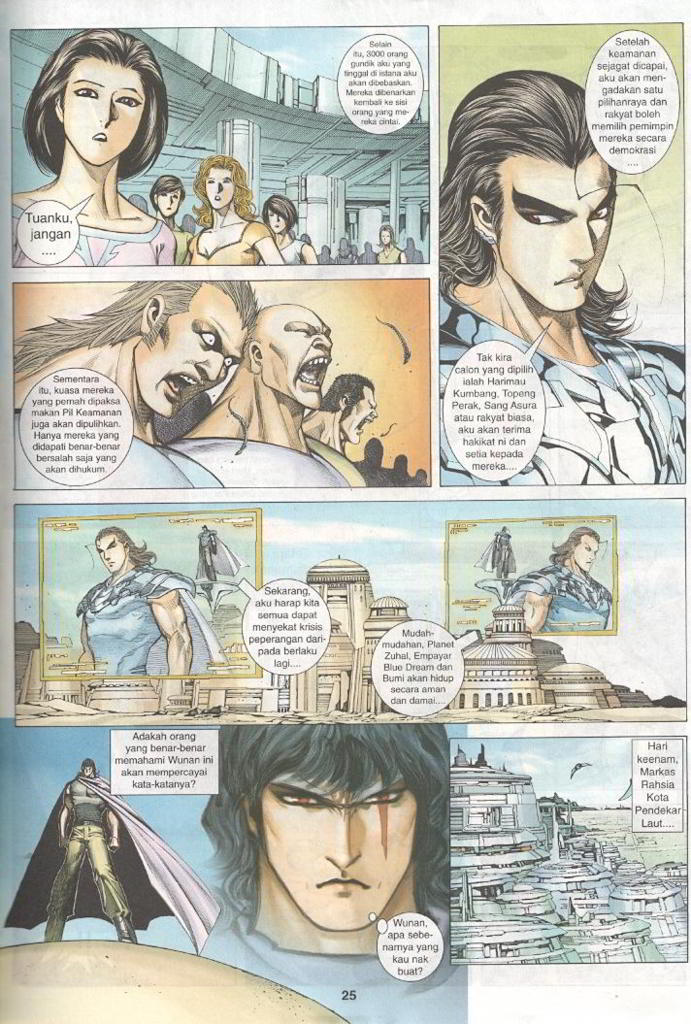 Selain
itu, 3000 orang
gundik aku yang
tinggal di istana aku
akan dibebaskan.
Mereka dibenarkan
kembali ke sisi
orang yang me-
reka cintai.
Tuanku,
jangan
....
Setelah
keamanan
sejagat dicapai,
aku akan men-
gadakan satu
pilihanraya dan
rakyat boleh
memilih pemimpin
mereka secara
demokrasi
....
Sementara
itu, kuasa mereka
yang pernah dipaksa
makan Pil Keamanan
juga akan dipulihkan.
Hanya mereka yang
didapati benar-benar
bersalah saja yang
akan dihukum.
Tak kira
calon yang dipilih
ialah Harimau
Kumbang, Topeng
Perak, Sang Asura
atau rakyat biasa,
aku akan terima
hakikat ni dan
setia kepada
mereka....
Sekarang,
aku harap kita
semua dapat
menyekat krisis
peperangan dari-
pada berlaku
lagi....
Mudah-
mudahan, Planet
Zuhal, Empayar
Blue Dream dan
Bumi akan hidup
secara aman
dan damai....
Adakah orang
yang benar-benar
memahami Wunan ini
akan mempercayai
kata-katanya?
Wunan,
apa sebe-
narnya yang
kau nak
buat?
Hari
keenam,
Markas
Rahsia
Kota
Pendekar
Laut....
25